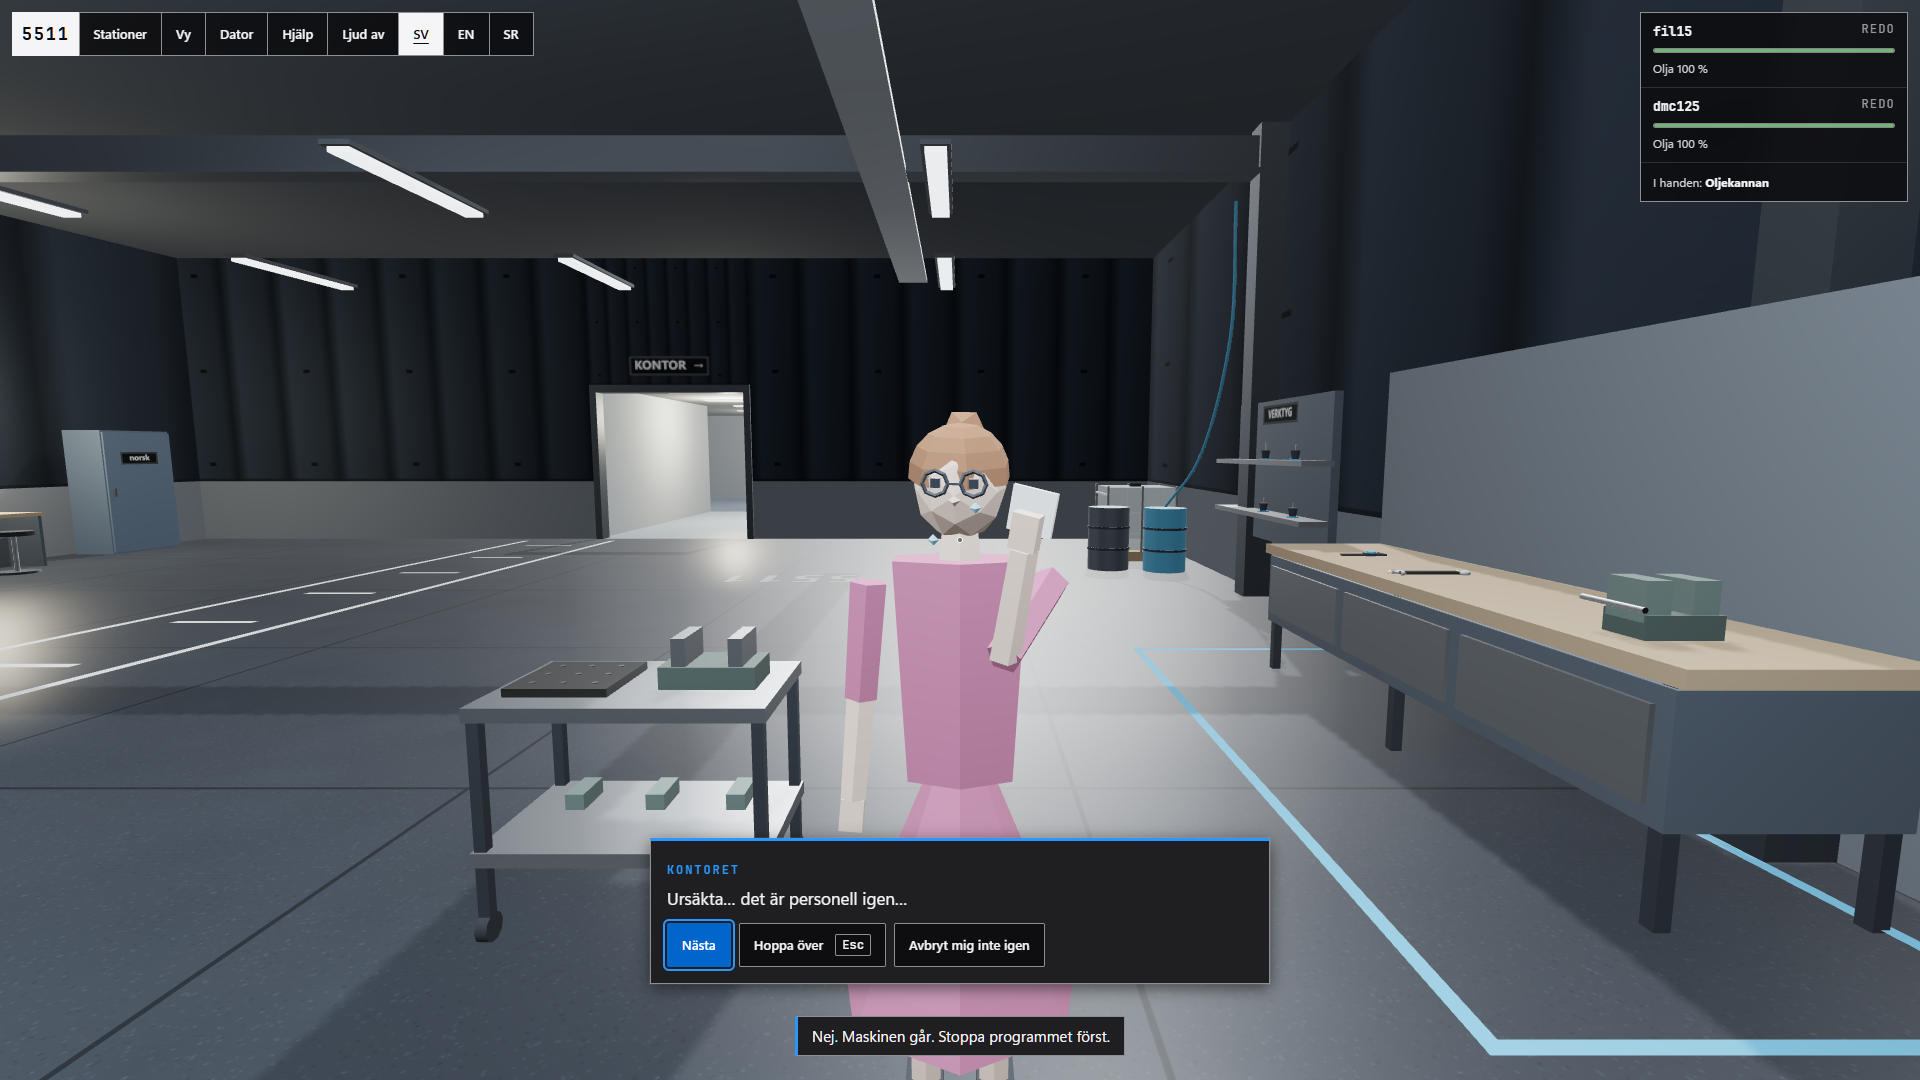 5511 Stationer Vy Dator Hjälp Ljud av SV EN SR
fil15 REDO
Olja 100 %
dmc125 REDO
Olja 100 %
I handen: Oljekannan
KONTOR →
VERKTYG
norsk
5511
KONTORET
Ursäkta... det är personell igen...
Nästa Hoppa över Esc Avbryt mig inte igen
Nej. Maskinen går. Stoppa programmet först.